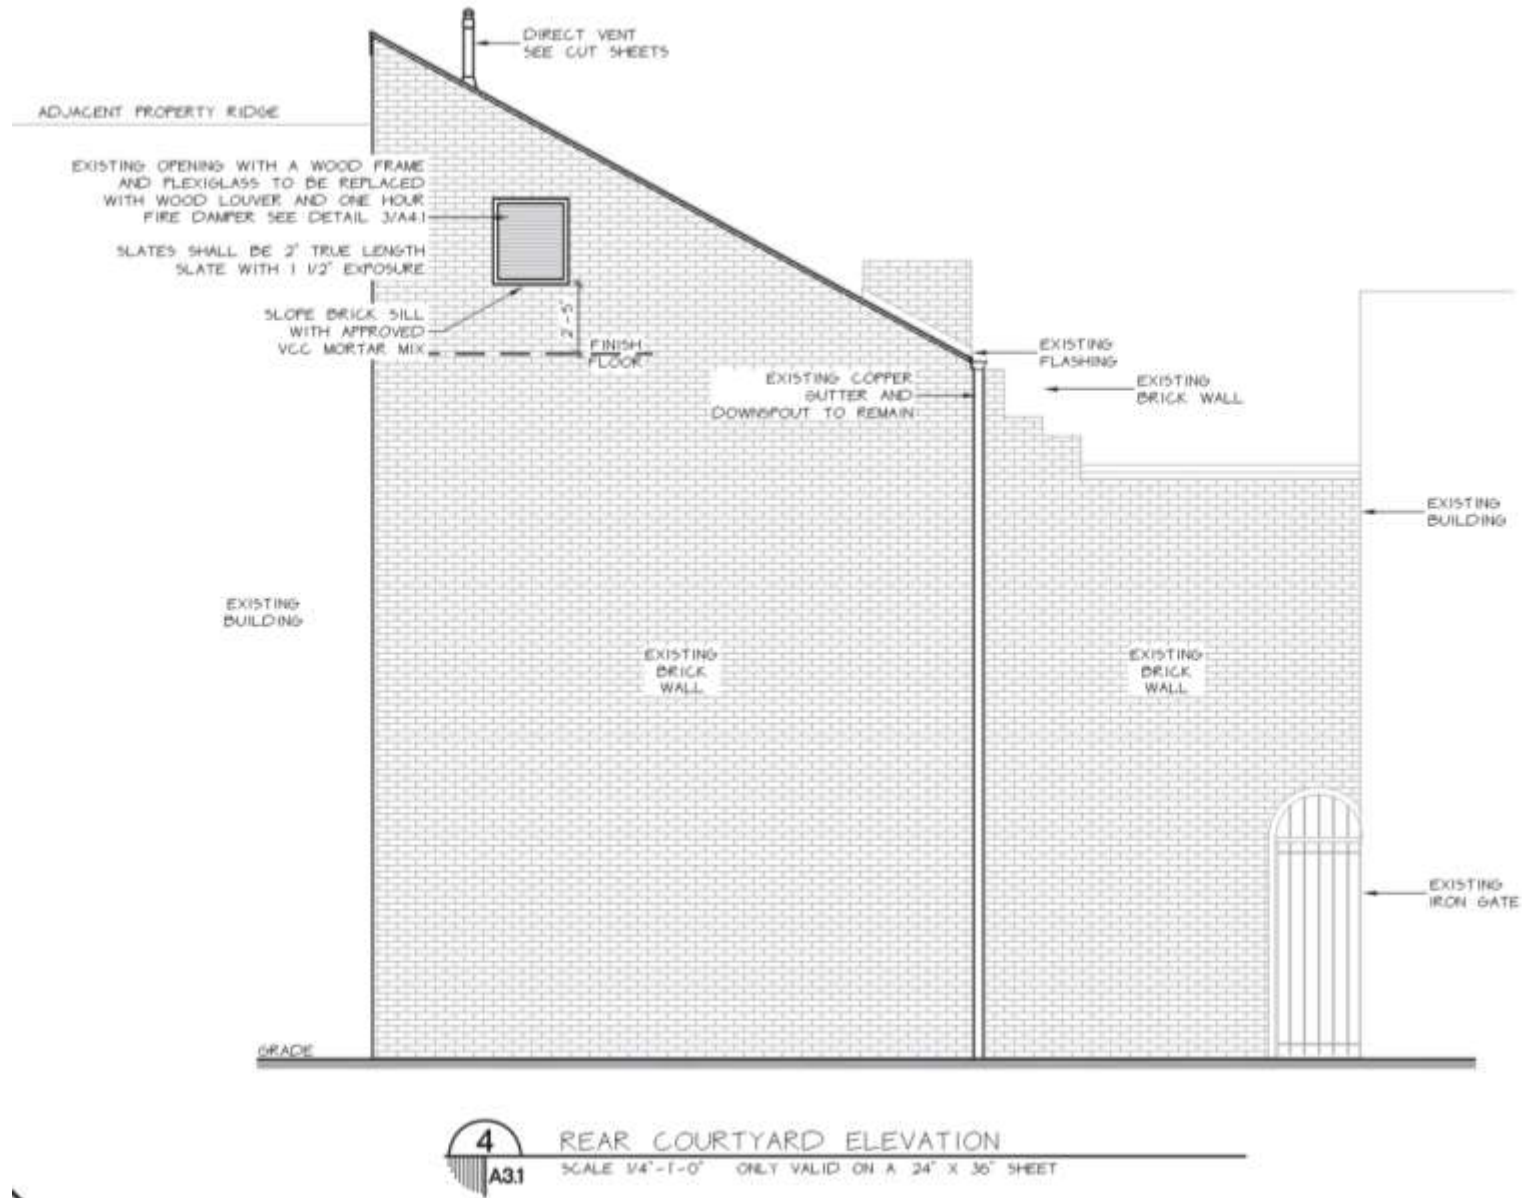 DIRECT VENT
SEE CUT SHEETS
ADJACENT PROPERTY RIDGE
EXISTING OPENING WITH A WOOD FRAME
AND PLEXIGLASS TO BE REPLACED
WITH WOOD LOUVER AND ONE HOUR
FIRE DAMPER SEE DETAIL 3/A4.1
SLATES SHALL BE 2" TRUE LENGTH
SLATE WITH 1 1/2" EXPOSURE
SLOPE BRICK SILL
WITH APPROVED
VCC MORTAR MIX
2'-5"
FINISH
FLOOR
EXISTING
FLASHING
EXISTING COPPER
GUTTER AND
DOWNSPOUT TO REMAIN
EXISTING
BRICK WALL
EXISTING
BUILDING
EXISTING
BUILDING
EXISTING
BRICK
WALL
EXISTING
BRICK
WALL
EXISTING
IRON GATE
GRADE
4
A3.1
REAR COURTYARD ELEVATION
SCALE 1/4"-1'-0" ONLY VALID ON A 24" X 36" SHEET